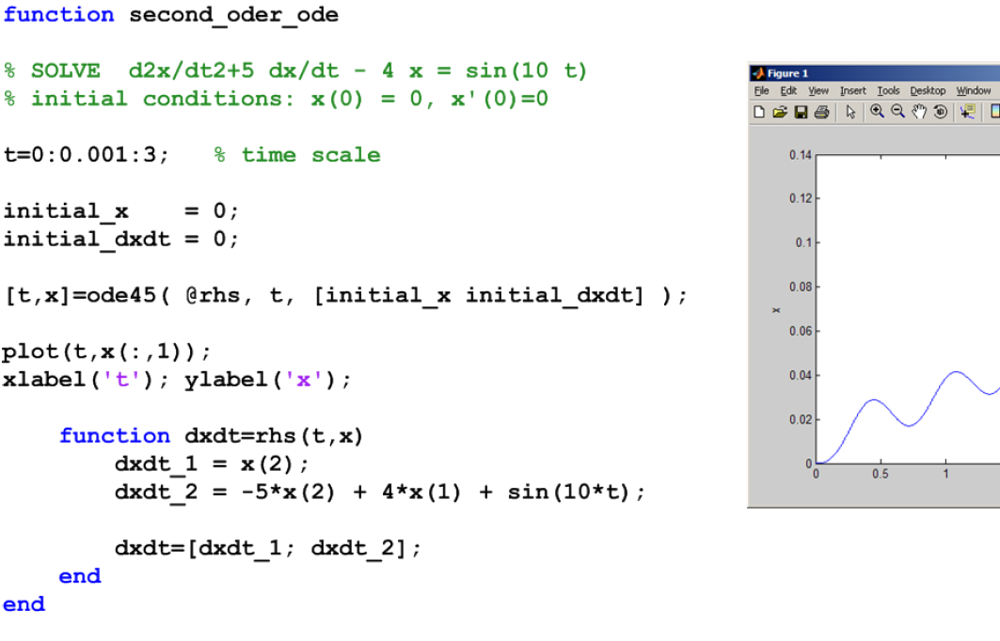 function second_oder_ode
% SOLVE  d2x/dt2+5 dx/dt - 4 x = sin(10 t)
% initial conditions: x(0) = 0, x'(0)=0
t=0:0.001:3;   % time scale
initial_x    = 0;
initial_dxdt = 0;
[t,x]=ode45( @rhs, t, [initial_x initial_dxdt] );
plot(t,x(:,1));
xlabel('t'); ylabel('x');
    function dxdt=rhs(t,x)
        dxdt_1 = x(2);
        dxdt_2 = -5*x(2) + 4*x(1) + sin(10*t);
        dxdt=[dxdt_1; dxdt_2];
    end
end
Figure 1
File Edit View Insert Tools Desktop Window
0.14
0.12
0.1
0.08
x
0.06
0.04
0.02
0
0 0.5 1